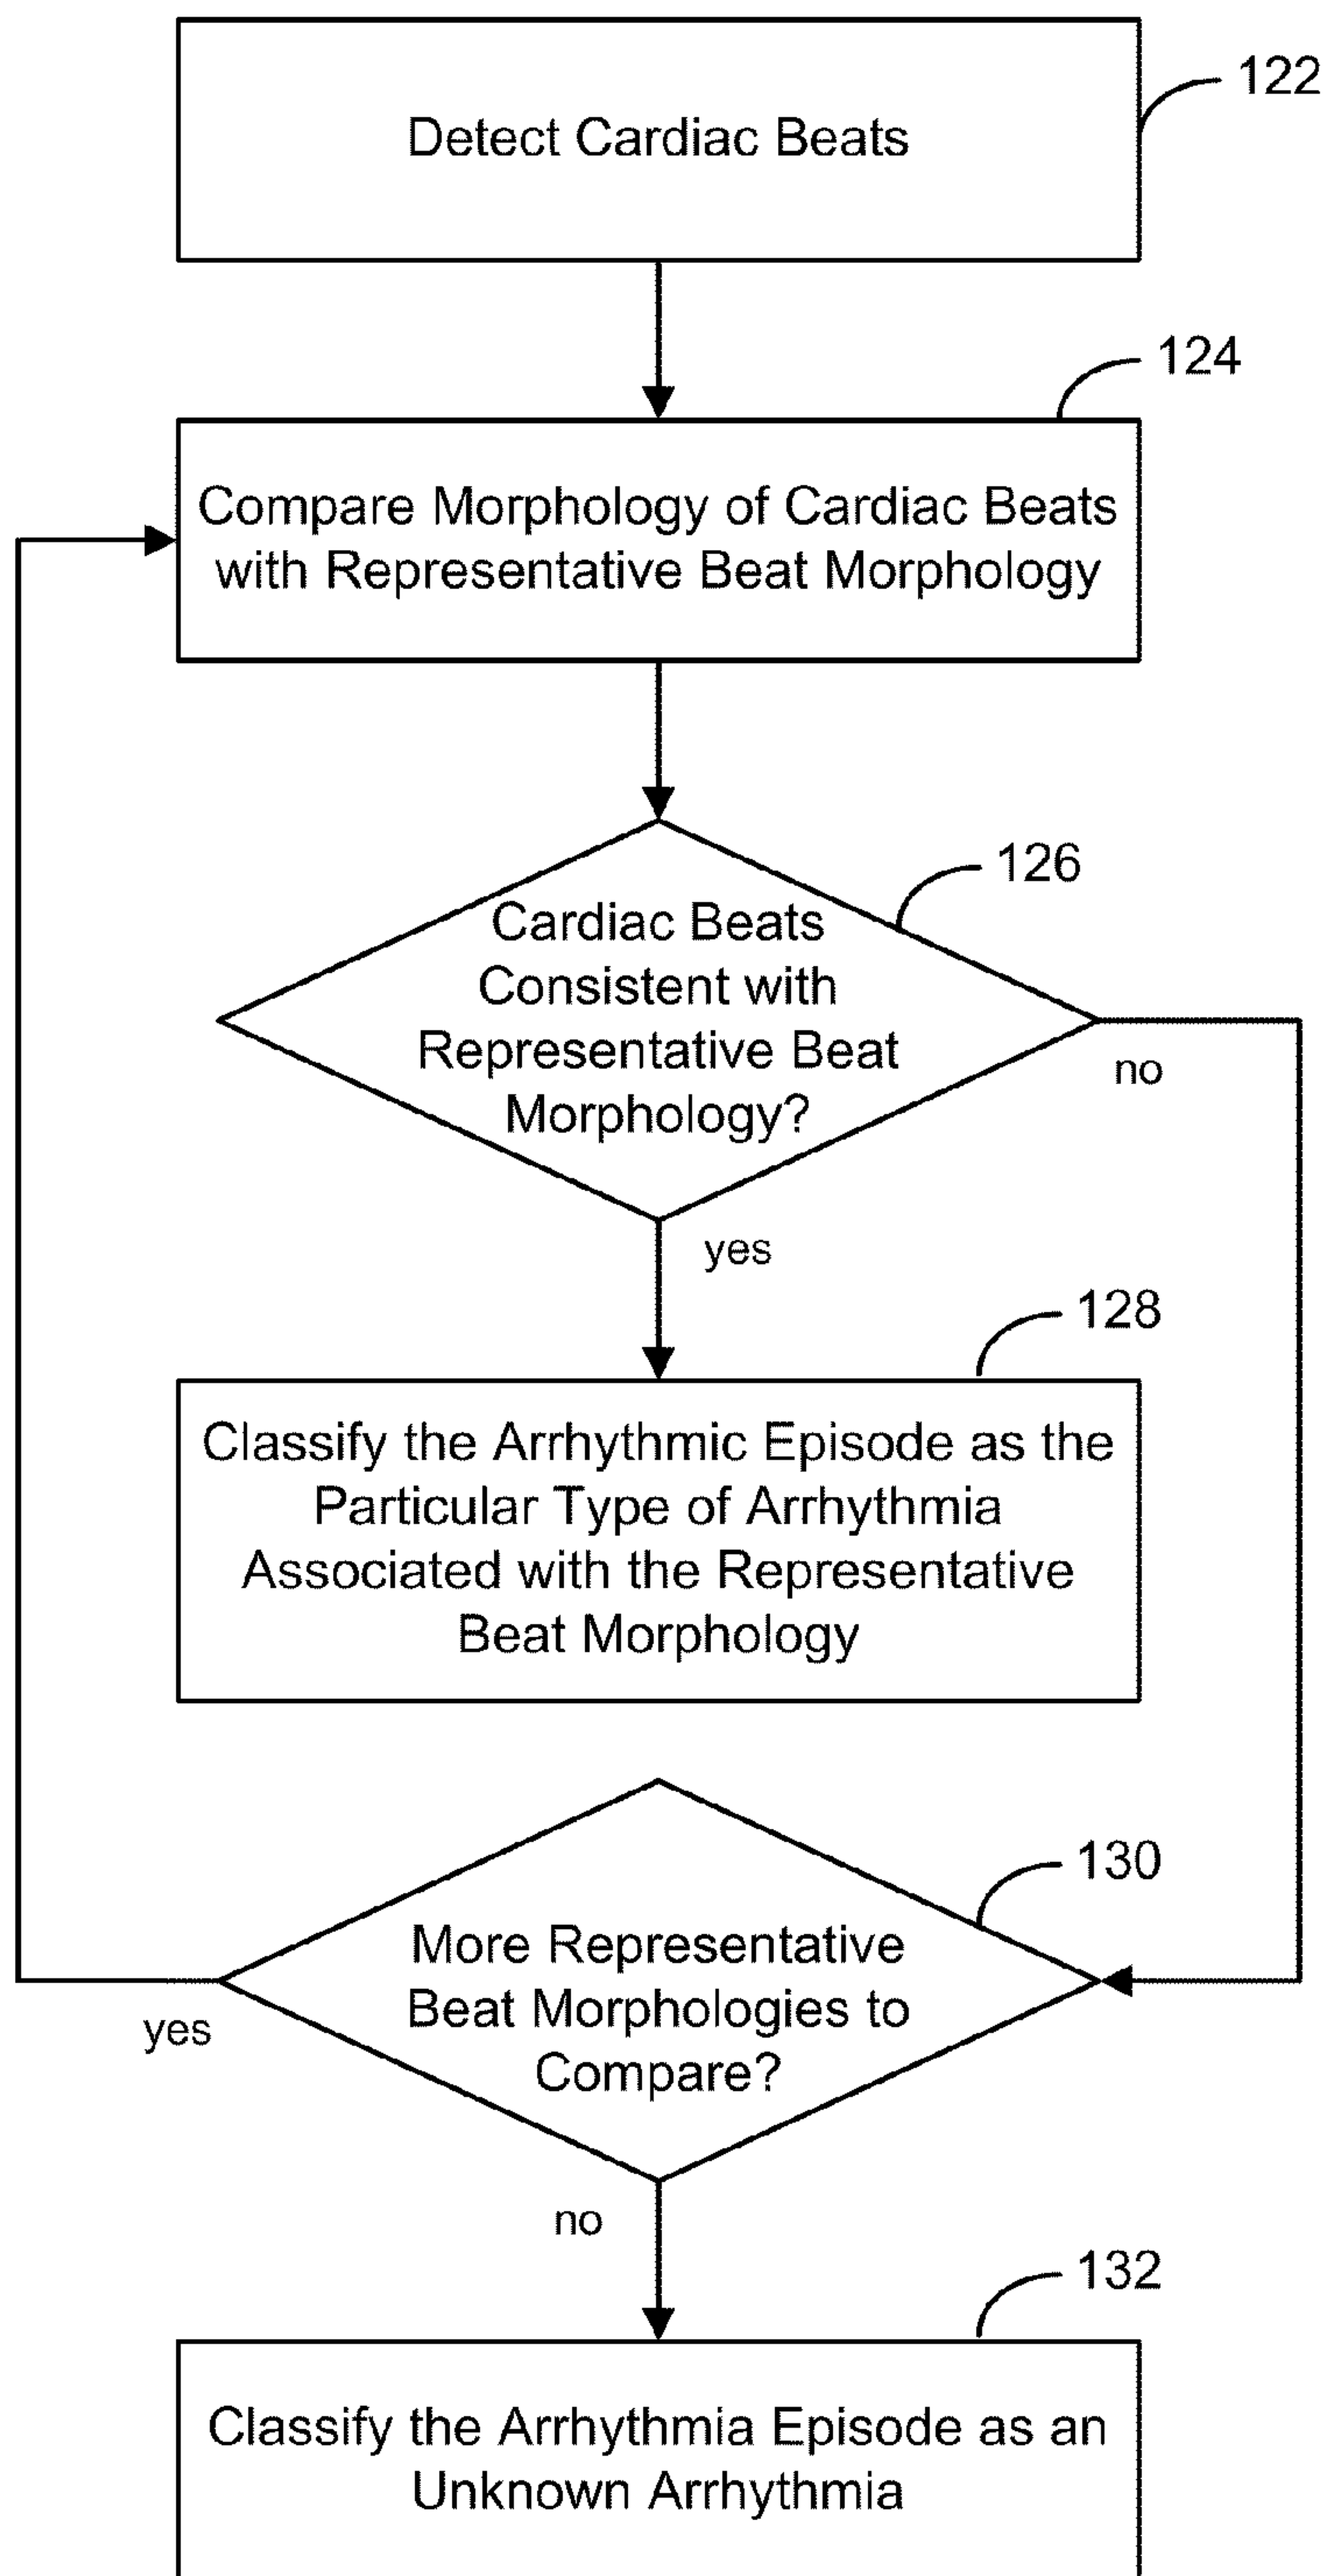 Detect Cardiac Beats
122
124
Compare Morphology of Cardiac Beats
with Representative Beat Morphology
126
Cardiac Beats
Consistent with
Representative Beat
Morphology?
no
yes
128
Classify the Arrhythmic Episode as the
Particular Type of Arrhythmia
Associated with the Representative
Beat Morphology
130
More Representative
Beat Morphologies to
Compare?
yes
no
132
Classify the Arrhythmia Episode as an
Unknown Arrhythmia